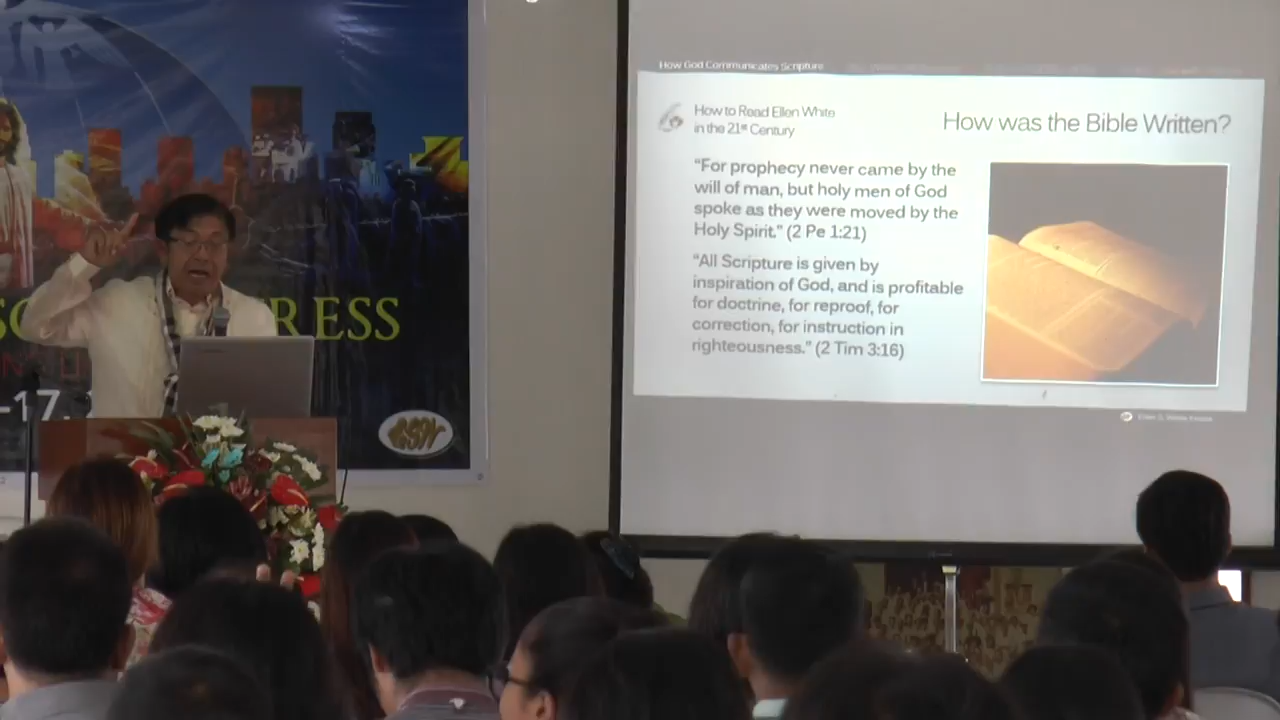 RESS
-17,
How God Communicates Scripture
6
How to Read Ellen White
in the 21st Century
How was the Bible Written?
“For prophecy never came by the
will of man, but holy men of God
spoke as they were moved by the
Holy Spirit.” (2 Pe 1:21)
“All Scripture is given by
inspiration of God, and is profitable
for doctrine, for reproof, for
correction, for instruction in
righteousness.” (2 Tim 3:16)